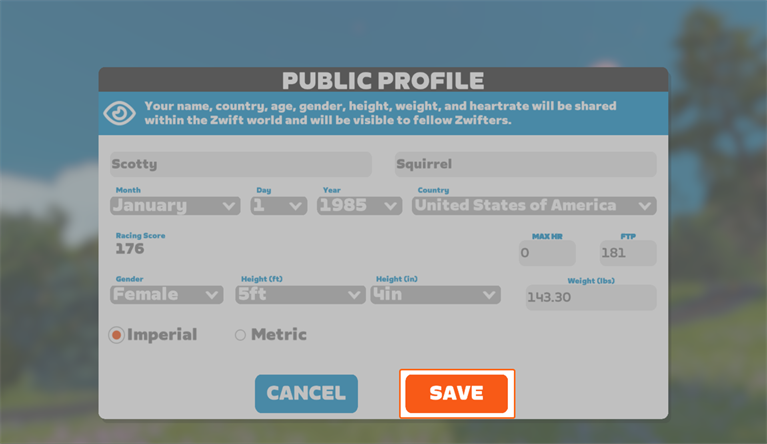 PUBLIC PROFILE
Your name, country, age, gender, height, weight, and heartrate will be shared
within the Zwift world and will be visible to fellow Zwifters.
Scotty Squirrel
Month Day Year Country
January 1 1985 United States of America
Racing Score MAX HR FTP
176 0 181
Gender Height (ft) Height (in) Weight (lbs)
Female 5ft 4in 143.30
Imperial Metric
CANCEL SAVE